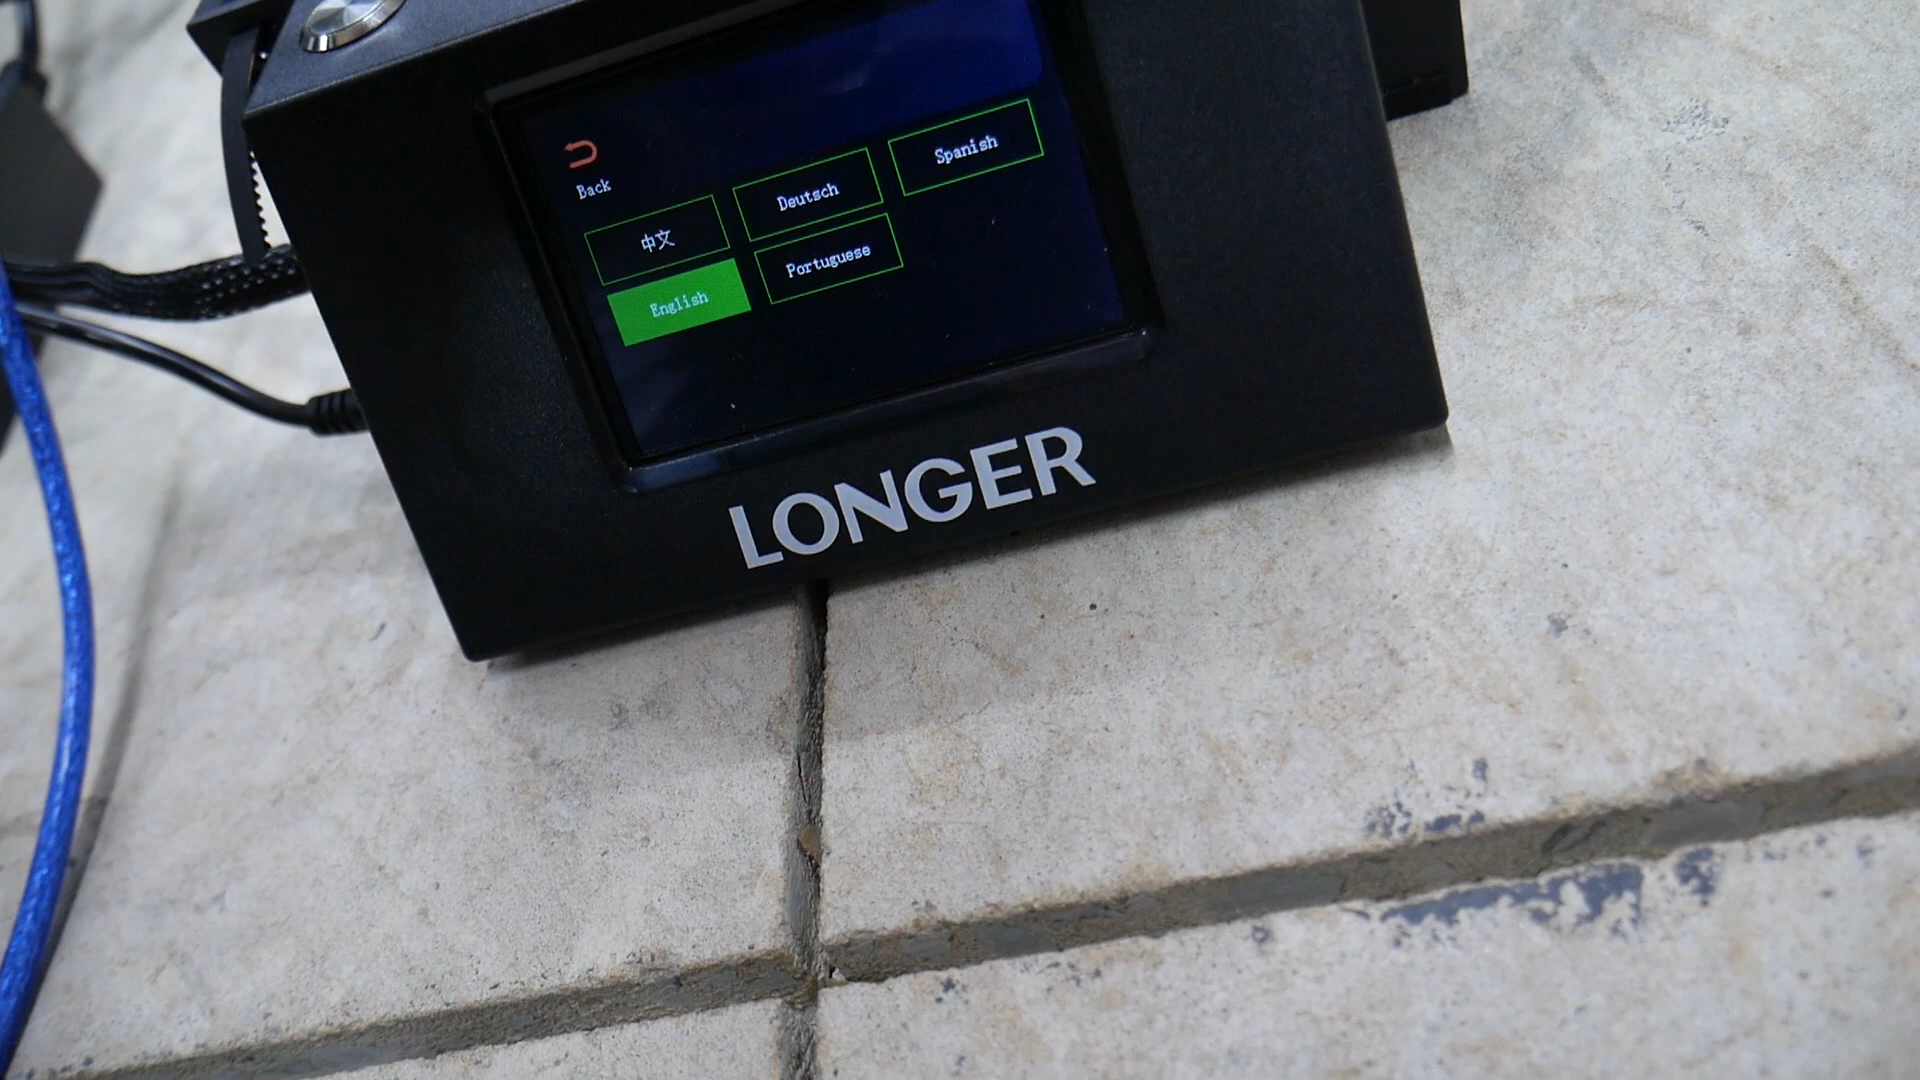 Back
中文
Deutsch
Spanish
English
Portuguese
LONGER